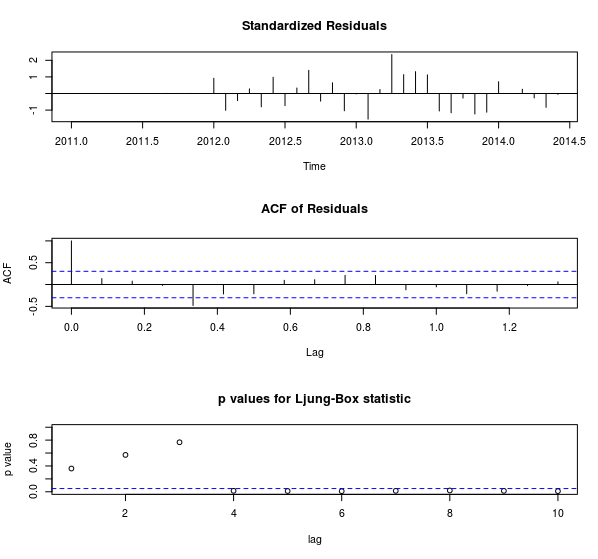 Standardized Residuals
2
1
-1
2011.0 2011.5 2012.0 2012.5 2013.0 2013.5 2014.0 2014.5
Time
ACF of Residuals
ACF
0.5
-0.5
0.0 0.2 0.4 0.6 0.8 1.0 1.2
Lag
p values for Ljung-Box statistic
p value
0.8
0.4
0.0
2 4 6 8 10
lag